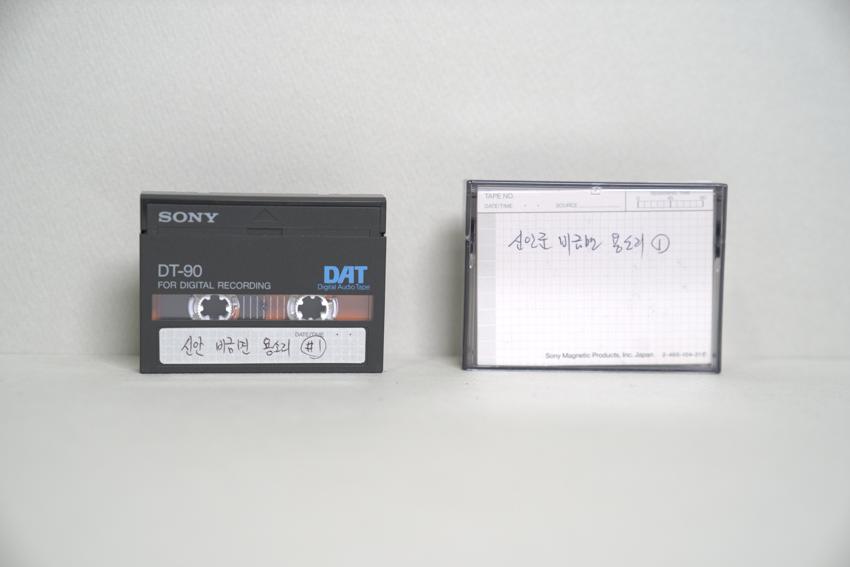 SONY
DT-90
FOR DIGITAL RECORDING
DAT
Digital Audio Tape
DATE/TIME
신안 비금면 용소리 #1
TAPE NO.
DATE/TIME
SOURCE
신안군 비금면 용소리 ①
Sony Magnetic Products, Inc. Japan